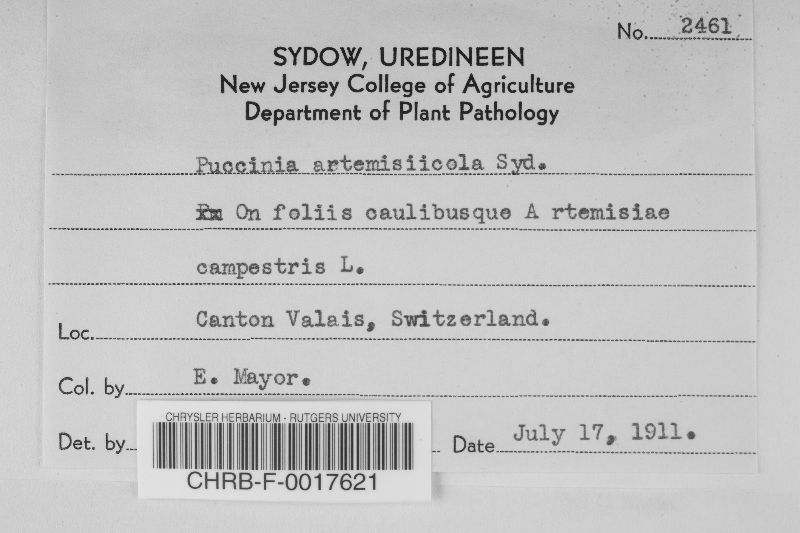 No. 2461
SYDOW, UREDINEEN
New Jersey College of Agriculture
Department of Plant Pathology
Puccinia artemisiicola Syd.
On foliis caulibusque A rtemisiae
campestris L.
Loc. Canton Valais, Switzerland.
Col. by E. Mayor.
Det. by
Date July 17, 1911.
CHRYSLER HERBARIUM - RUTGERS UNIVERSITY
CHRB-F-0017621